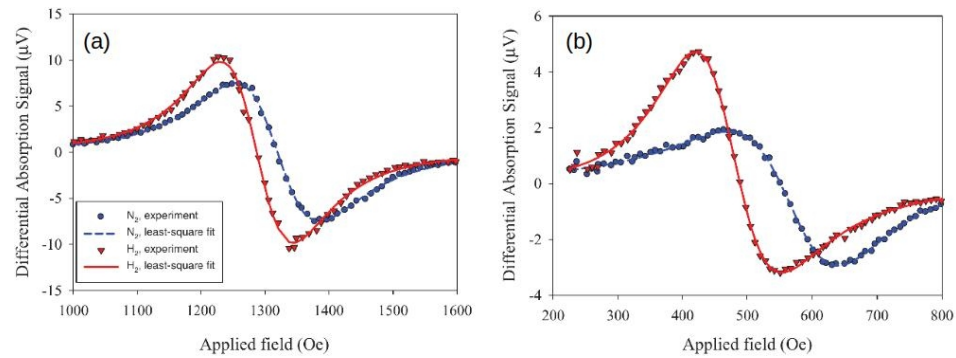 (a)
Differential Absorption Signal (μV)
15
10
5
0
-5
-10
-15
N2, experiment
N2, least-square fit
H2, experiment
H2, least-square fit
1000 1100 1200 1300 1400 1500 1600
Applied field (Oe)
(b)
Differential Absorption Signal (μV)
6
4
2
0
-2
-4
200 300 400 500 600 700 800
Applied field (Oe)